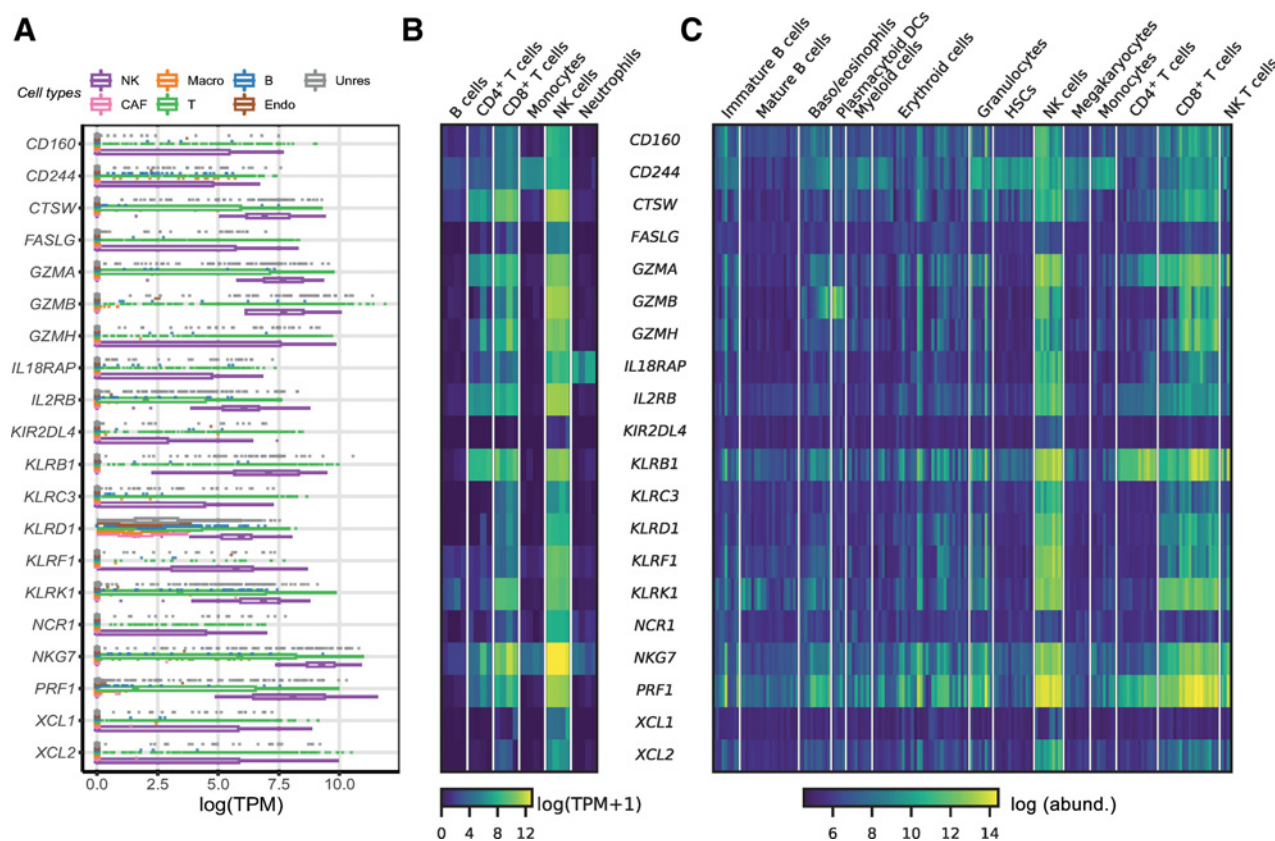 A
B
C
Cell types
NK
Macro
B
Unres
CAF
T
Endo
CD160
CD244
CTSW
FASLG
GZMA
GZMB
GZMH
IL18RAP
IL2RB
KIR2DL4
KLRB1
KLRC3
KLRD1
KLRF1
KLRK1
NCR1
NKG7
PRF1
XCL1
XCL2
0.0 2.5 5.0 7.5 10.0
log(TPM)
B cells
CD4+ T cells
CD8+ T cells
Monocytes
NK cells
Neutrophils
log(TPM+1)
0 4 8 12
Immature B cells
Mature B cells
Baso/eosinophils
Plasmacytoid DCs
Myeloid cells
Erythroid cells
Granulocytes
HSCs
NK cells
Megakaryocytes
Monocytes
CD4+ T cells
CD8+ T cells
NK T cells
CD160
CD244
CTSW
FASLG
GZMA
GZMB
GZMH
IL18RAP
IL2RB
KIR2DL4
KLRB1
KLRC3
KLRD1
KLRF1
KLRK1
NCR1
NKG7
PRF1
XCL1
XCL2
log (abund.)
6 8 10 12 14